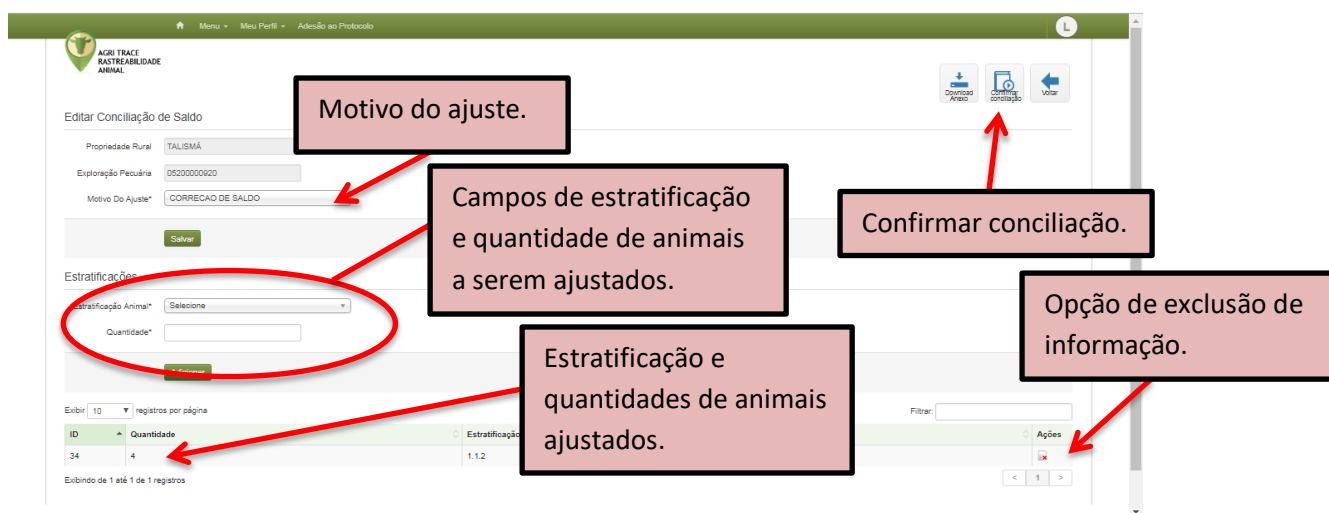 Menu Meu Perfil Adesão ao Protocolo
L
AGRI TRACE
RASTREABILIDADE
ANIMAL
Download Anexo
Confirmar conciliação
Voltar
Motivo do ajuste.
Editar Conciliação de Saldo
Propriedade Rural TALISMÃ
Exploração Pecuária 05200000920
Motivo Do Ajuste* CORRECAO DE SALDO
Campos de estratificação
e quantidade de animais
a serem ajustados.
Confirmar conciliação.
Salvar
Estratificações
Estratificação Animal* Selecione
Quantidade*
Opção de exclusão de
informação.
Estratificação e
quantidades de animais
ajustados.
Adicionar
Exibir 10 registros por página
Filtrar:
ID Quantidade Estratificação Ações
34 4 1.1.2
Exibindo de 1 até 1 de 1 registros
< 1 >